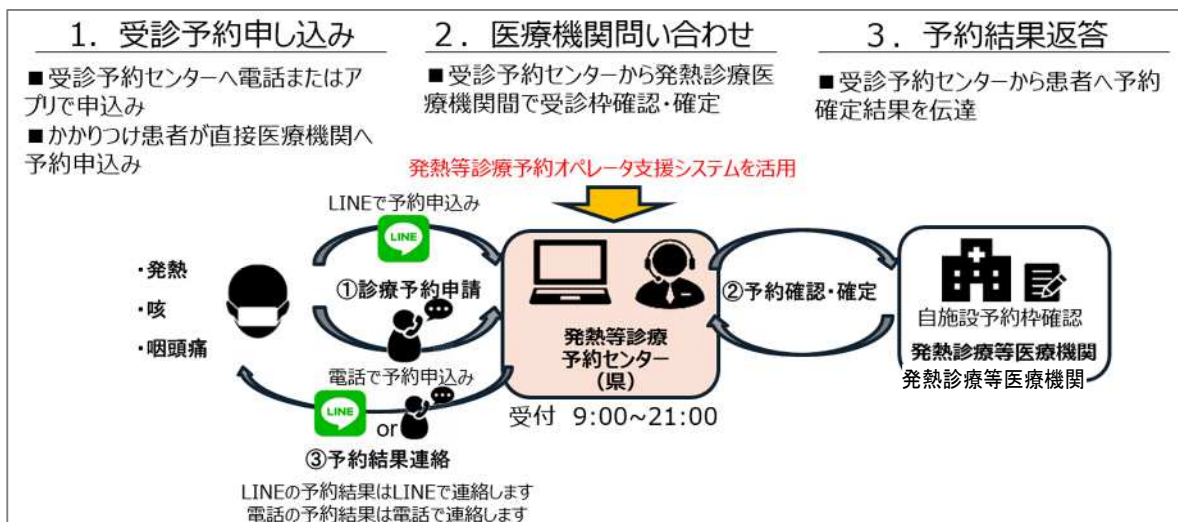 1．受診予約申し込み
■受診予約センターへ電話またはア
プリで申込み
■かかりつけ患者が直接医療機関へ
予約申込み
2．医療機関問い合わせ
■受診予約センターから発熱診療医
療機関間で受診枠確認・確定
3．予約結果返答
■受診予約センターから患者へ予約
確定結果を伝達
発熱等診療予約オペレータ支援システムを活用
LINEで予約申込み
LINE
・発熱
・咳
・咽頭痛
①診療予約申請
電話で予約申込み
発熱等診療
予約センター
（県）
受付 9:00~21:00
②予約確認・確定
自施設予約枠確認
発熱診療等医療機関
発熱診療等医療機関
LINE
or
③予約結果連絡
LINEの予約結果はLINEで連絡します
電話の予約結果は電話で連絡します